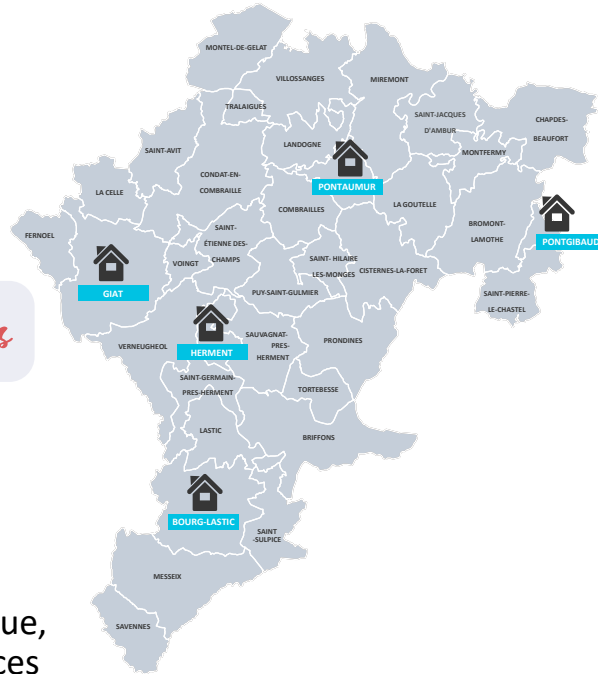 MONTEL-DE-GELAT
VILLOSSANGES
MIREMONT
TRALAIGUES
SAINT-JACQUES
D'AMBUR
CHAPDES-
BEAUFORT
SAINT-AVIT
LANDOGNE
MONTFERMY
CONDAT-EN-
COMBRAILLE
PONTAUMUR
LA CELLE
COMBRAILLES
LA GOUTELLE
BROMONT-
LAMOTHE
FERNOEL
SAINT-
ÉTIENNE DES-
CHAMPS
PONTGIBAUD
VOINGT
SAINT- HILAIRE
LES-MONGES
CISTERNES-LA-FORET
GIAT
PUY-SAINT-GULMIER
SAINT-PIERRE-
LE-CHASTEL
s
VERNEUGHEOL
HERMENT
SAUVAGNAT-
PRES-
HERMENT
PRONDINES
SAINT-GERMAIN-
PRES-HERMENT
TORTEBESSE
LASTIC
BRIFFONS
BOURG-LASTIC
SAINT
-SULPICE
MESSEIX
SAVENNES
ue,
ces